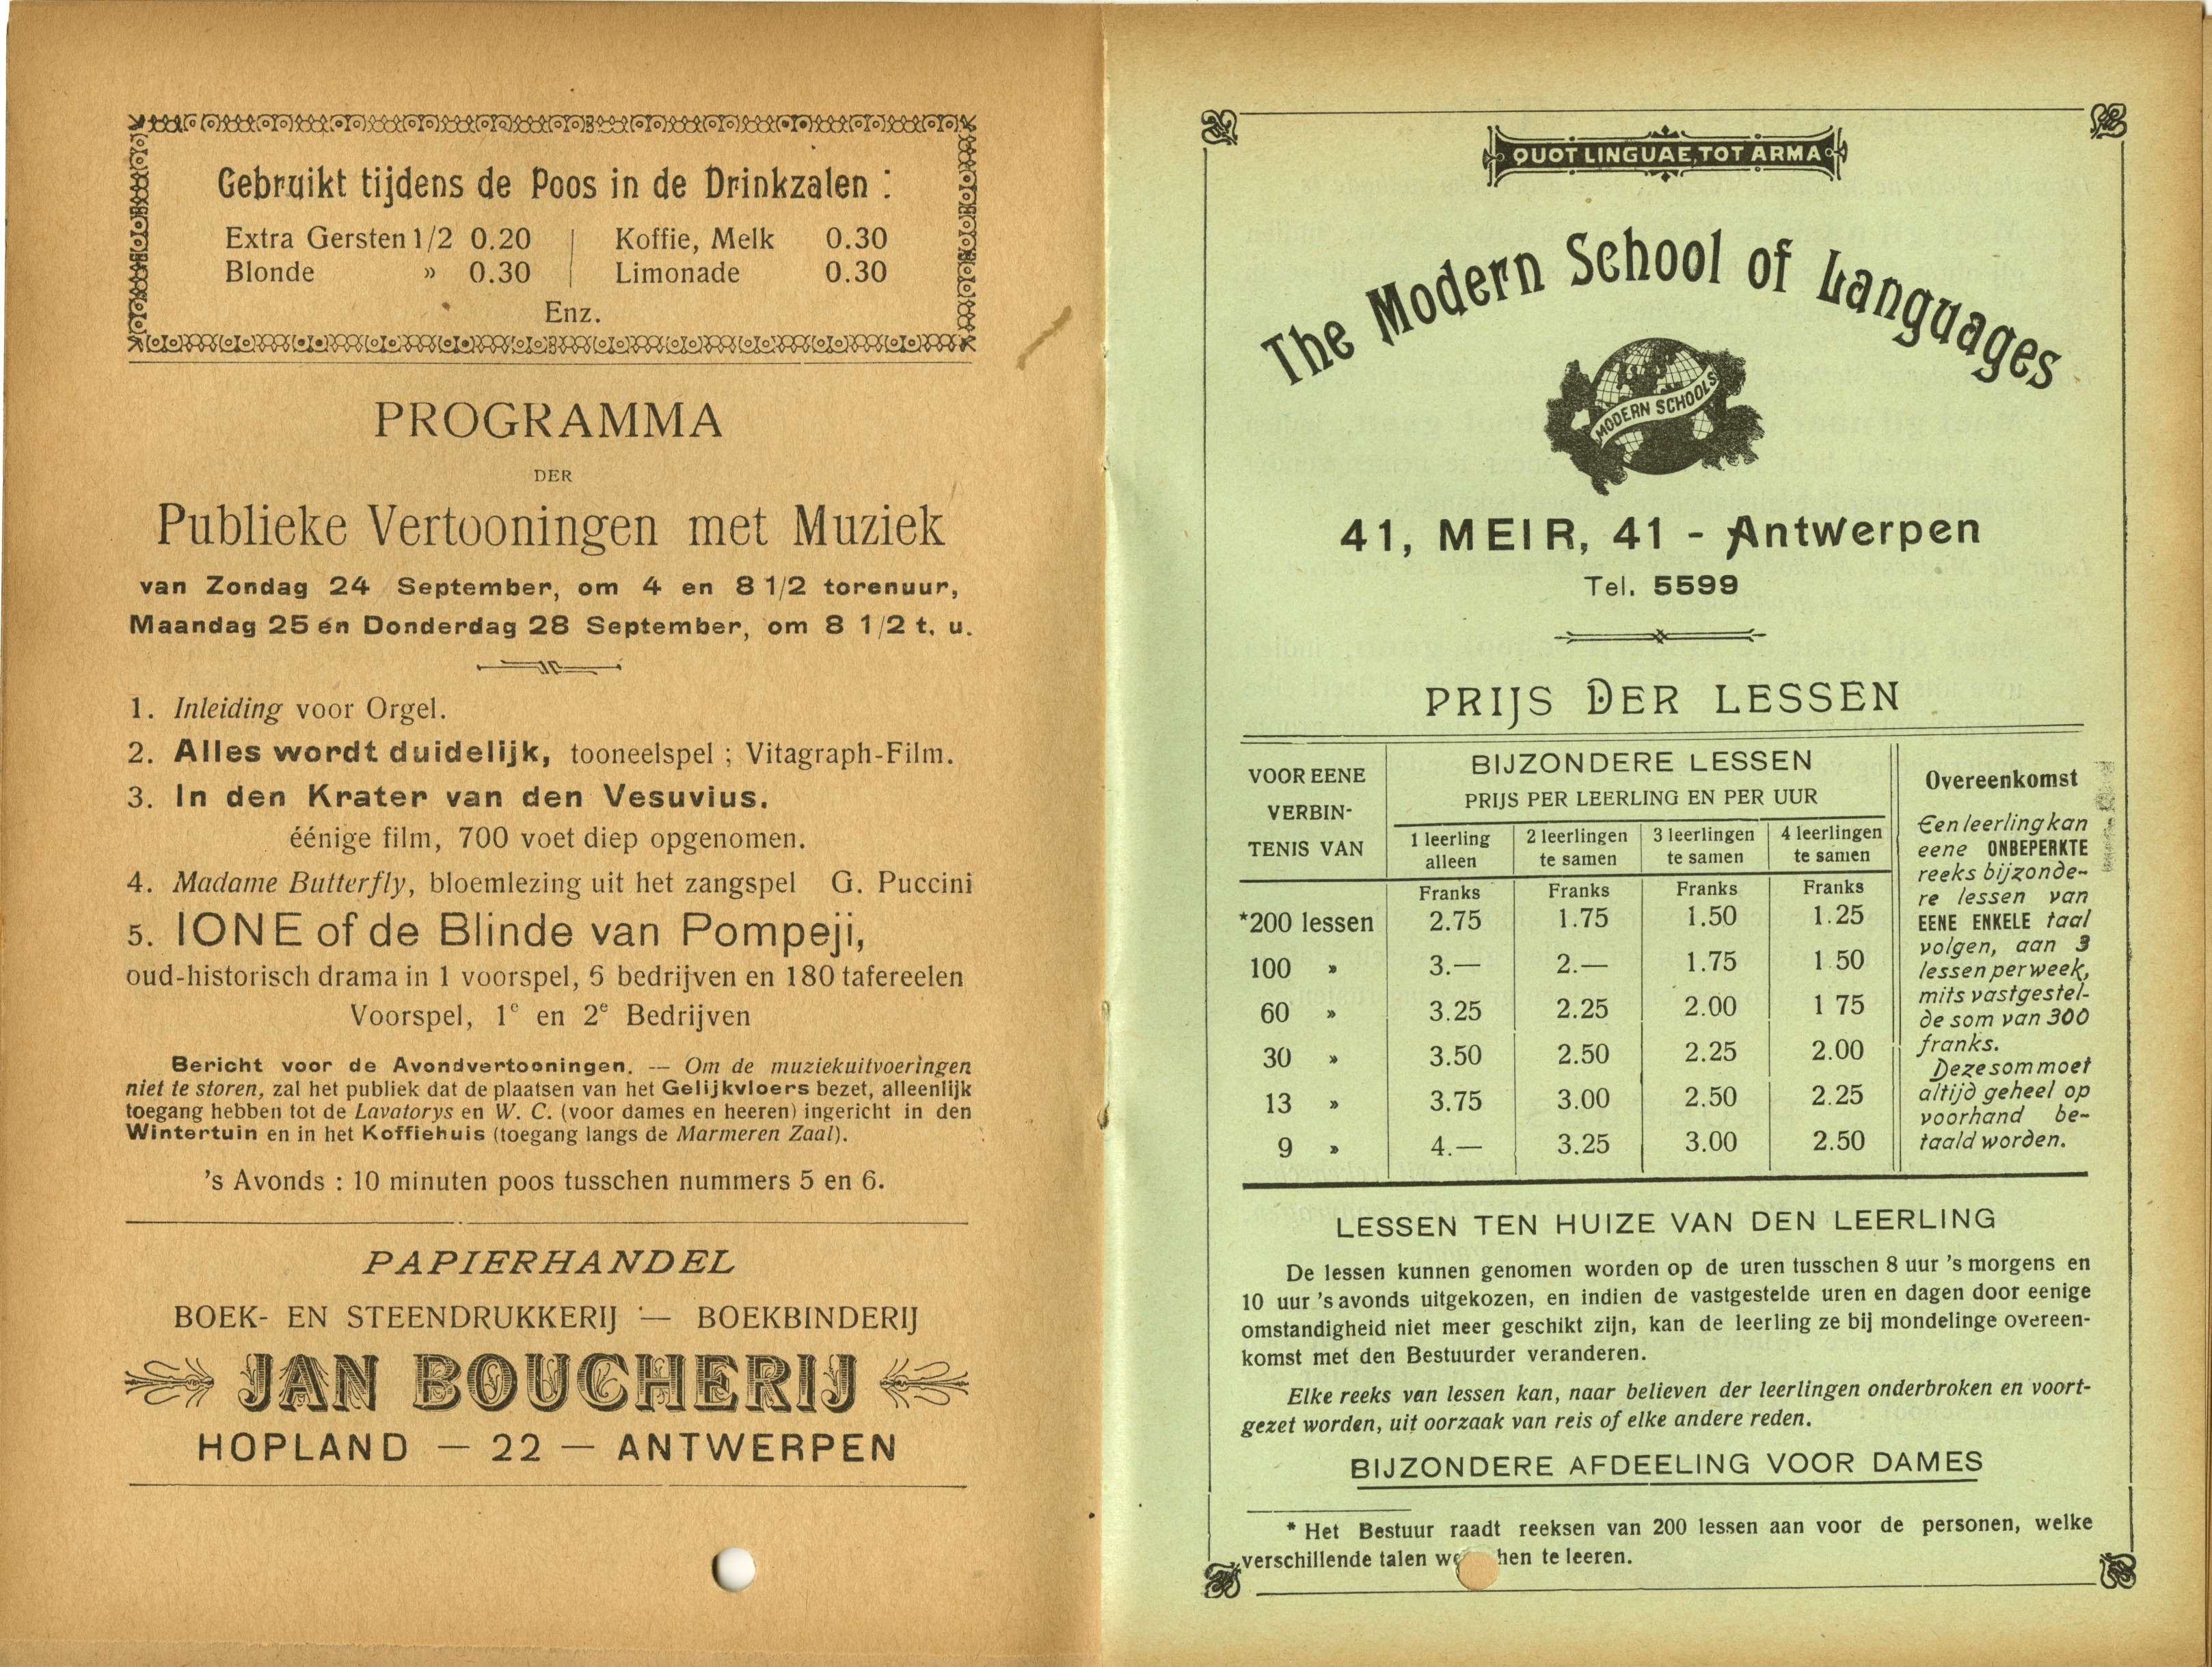 Gebruikt tijdens de Poos in de Drinkzalen :
Extra Gersten 1/2 0.20 | Koffie, Melk 0.30
Blonde » 0.30 | Limonade 0.30
Enz.
PROGRAMMA
DER
Publieke Vertooningen met Muziek
van Zondag 24 September, om 4 en 8 1/2 torenuur,
Maandag 25 én Donderdag 28 September, om 8 1/2 t. u.
1. Inleiding voor Orgel.
2. Alles wordt duidelijk, tooneelspel ; Vitagraph-Film.
3. In den Krater van den Vesuvius.
éénige film, 700 voet diep opgenomen.
4. Madame Butterfly, bloemlezing uit het zangspel G. Puccini
5. IONE of de Blinde van Pompeji,
oud-historisch drama in 1 voorspel, 6 bedrijven en 180 tafereelen
Voorspel, 1e en 2e Bedrijven
Bericht voor de Avondvertooningen. — Om de muziekuitvoeringen
niet te storen, zal het publiek dat de plaatsen van het Gelijkvloers bezet, alleenlijk
toegang hebben tot de Lavatorys en W. C. (voor dames en heeren) ingericht in den
Wintertuin en in het Koffiehuis (toegang langs de Marmeren Zaal).
's Avonds : 10 minuten poos tusschen nummers 5 en 6.
PAPIERHANDEL
BOEK- EN STEENDRUKKERIJ — BOEKBINDERIJ
JAN BOUCHERIJ
HOPLAND — 22 — ANTWERPEN
QUOT LINGUAE, TOT ARMA
The Modern School of Languages
MODERN SCHOOLS
41, MEIR, 41 - Antwerpen
Tel. 5599
PRIJS DER LESSEN
VOOR EENE
VERBIN-
TENIS VAN
BIJZONDERE LESSEN
PRIJS PER LEERLING EN PER UUR
1 leerling alleen
2 leerlingen te samen
3 leerlingen te samen
4 leerlingen te samen
Franks Franks Franks Franks
*200 lessen 2.75 1.75 1.50 1.25
100 » 3.— 2.— 1.75 1 50
60 » 3.25 2.25 2.00 1 75
30 » 3.50 2.50 2.25 2.00
13 » 3.75 3.00 2.50 2.25
9 » 4.— 3.25 3.00 2.50
Overeenkomst
Een leerling kan
eene ONBEPERKTE
reeks bijzonde-
re lessen van
EENE ENKELE taal
volgen, aan 3
lessen per week,
mits vastgestel-
de som van 300
franks.
Deze som moet
altijd geheel op
voorhand be-
taald worden.
LESSEN TEN HUIZE VAN DEN LEERLING
De lessen kunnen genomen worden op de uren tusschen 8 uur 's morgens en
10 uur 's avonds uitgekozen, en indien de vastgestelde uren en dagen door eenige
omstandigheid niet meer geschikt zijn, kan de leerling ze bij mondelinge overeen-
komst met den Bestuurder veranderen.
Elke reeks van lessen kan, naar believen der leerlingen onderbroken en voort-
gezet worden, uit oorzaak van reis of elke andere reden.
BIJZONDERE AFDEELING VOOR DAMES
* Het Bestuur raadt reeksen van 200 lessen aan voor de personen, welke
verschillende talen te leeren.